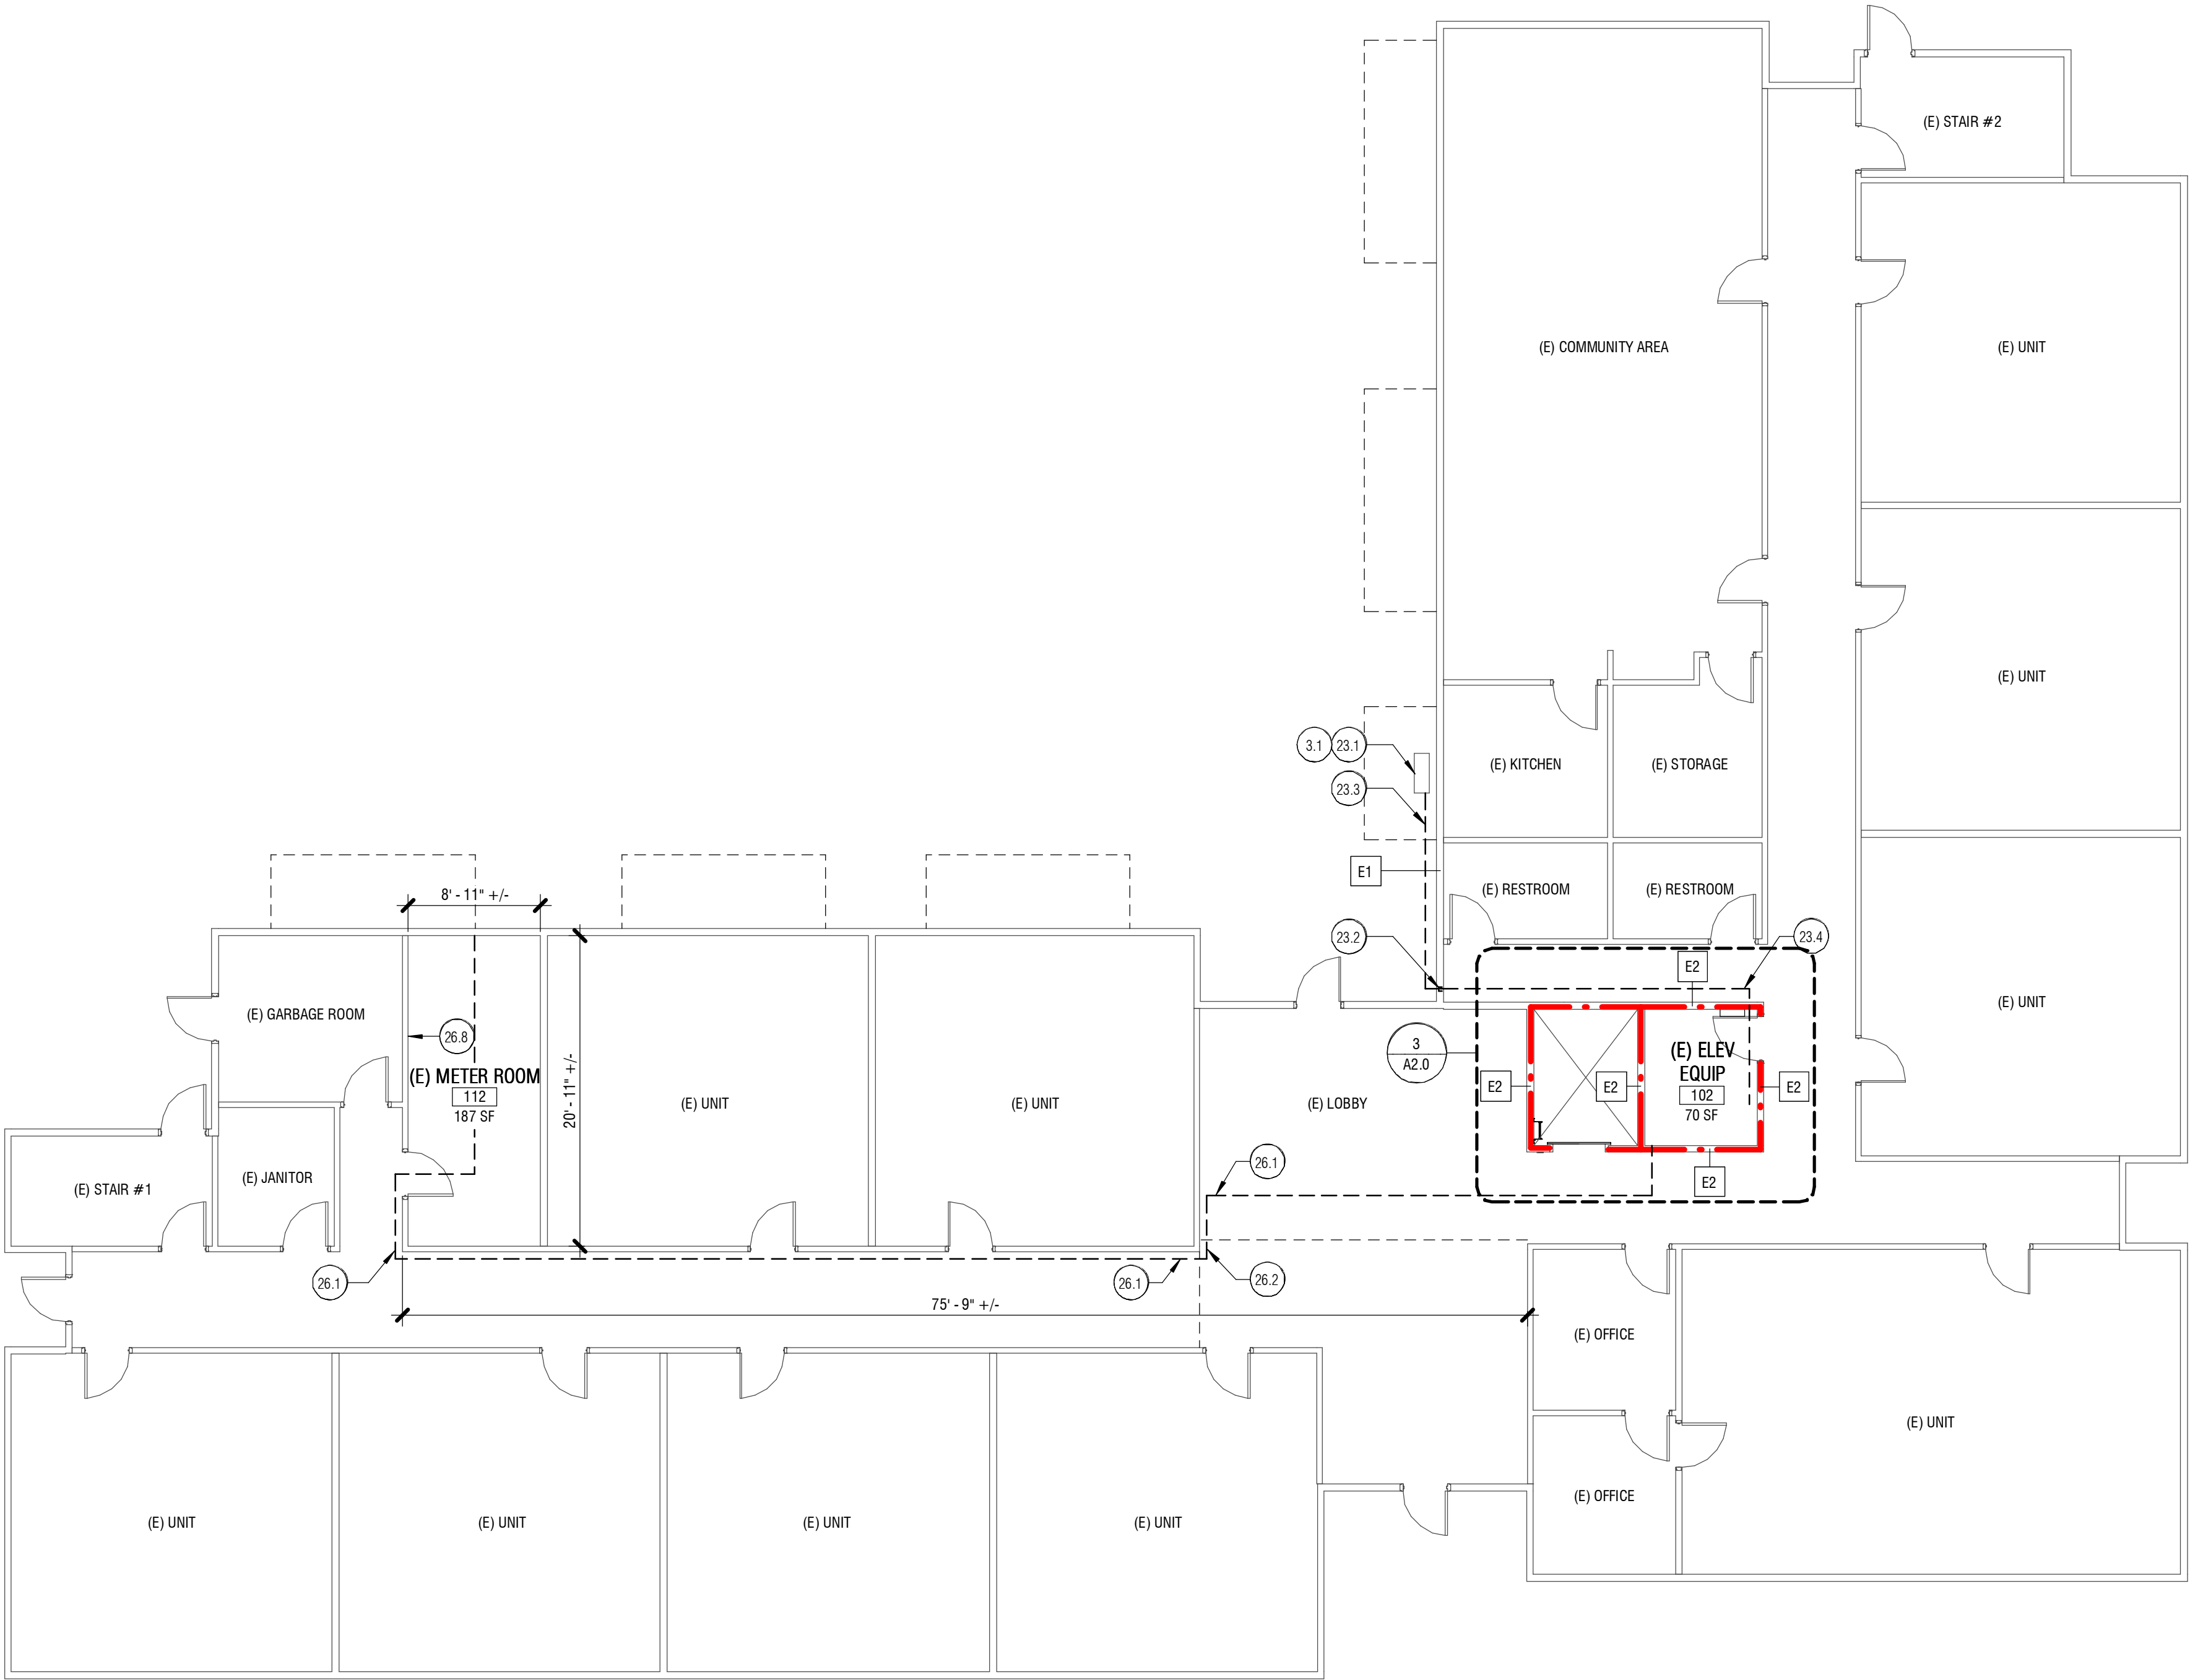 (E) STAIR #2
(E) COMMUNITY AREA
(E) UNIT
(E) UNIT
3.1
23.1
(E) KITCHEN
(E) STORAGE
23.3
E1
(E) RESTROOM
(E) RESTROOM
8' - 11" +/-
23.2
23.4
E2
(E) UNIT
(E) GARBAGE ROOM
26.8
3
A2.0
(E) ELEV
EQUIP
102
70 SF
E2
E2
E2
(E) METER ROOM
112
187 SF
20' - 11" +/-
(E) UNIT
(E) UNIT
(E) LOBBY
26.1
E2
(E) STAIR #1
(E) JANITOR
26.1
26.1
26.2
75' - 9" +/-
(E) OFFICE
(E) UNIT
(E) OFFICE
(E) UNIT
(E) UNIT
(E) UNIT
(E) UNIT